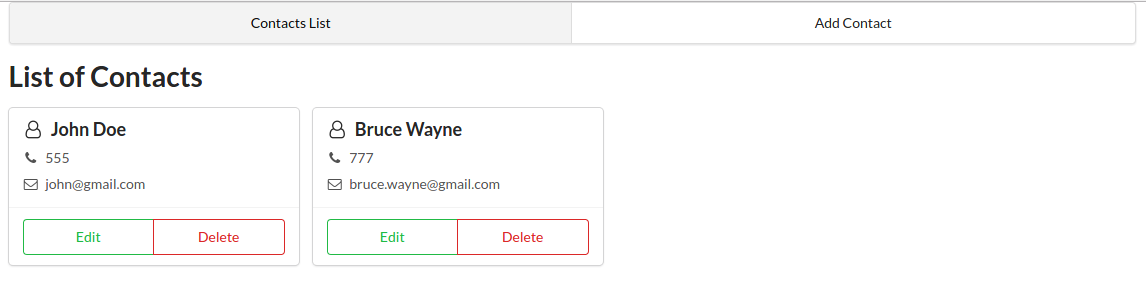 Contacts List Add Contact
List of Contacts
John Doe
555
john@gmail.com
Edit Delete
Bruce Wayne
777
bruce.wayne@gmail.com
Edit Delete